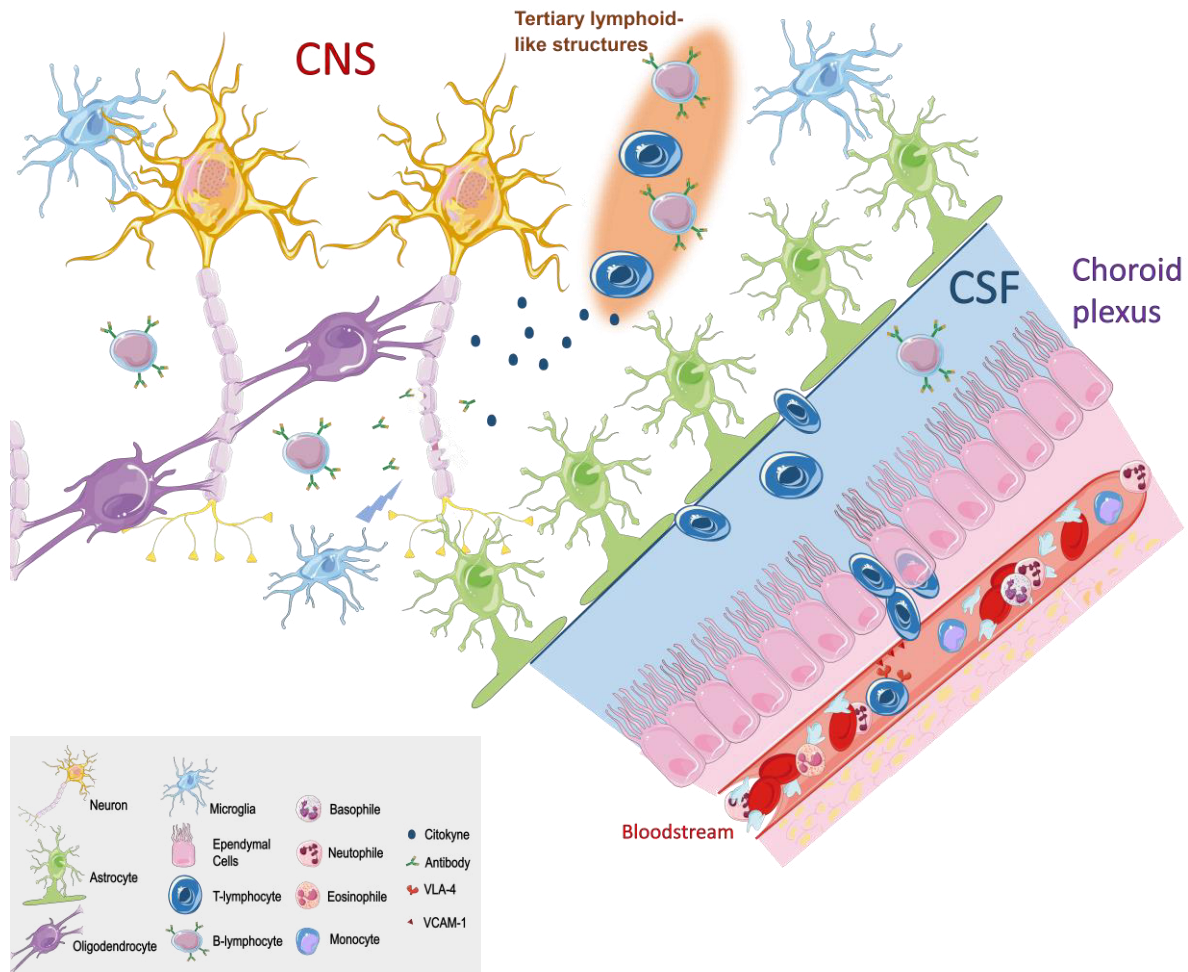 Tertiary lymphoid-
like structures
CNS
CSF
Choroid
plexus
Bloodstream
Neuron
Astrocyte
Oligodendrocyte
Microglia
Ependymal
Cells
T-lymphocyte
B-lymphocyte
Basophile
Neutophile
Eosinophile
Monocyte
Citokyne
Antibody
VLA-4
VCAM-1